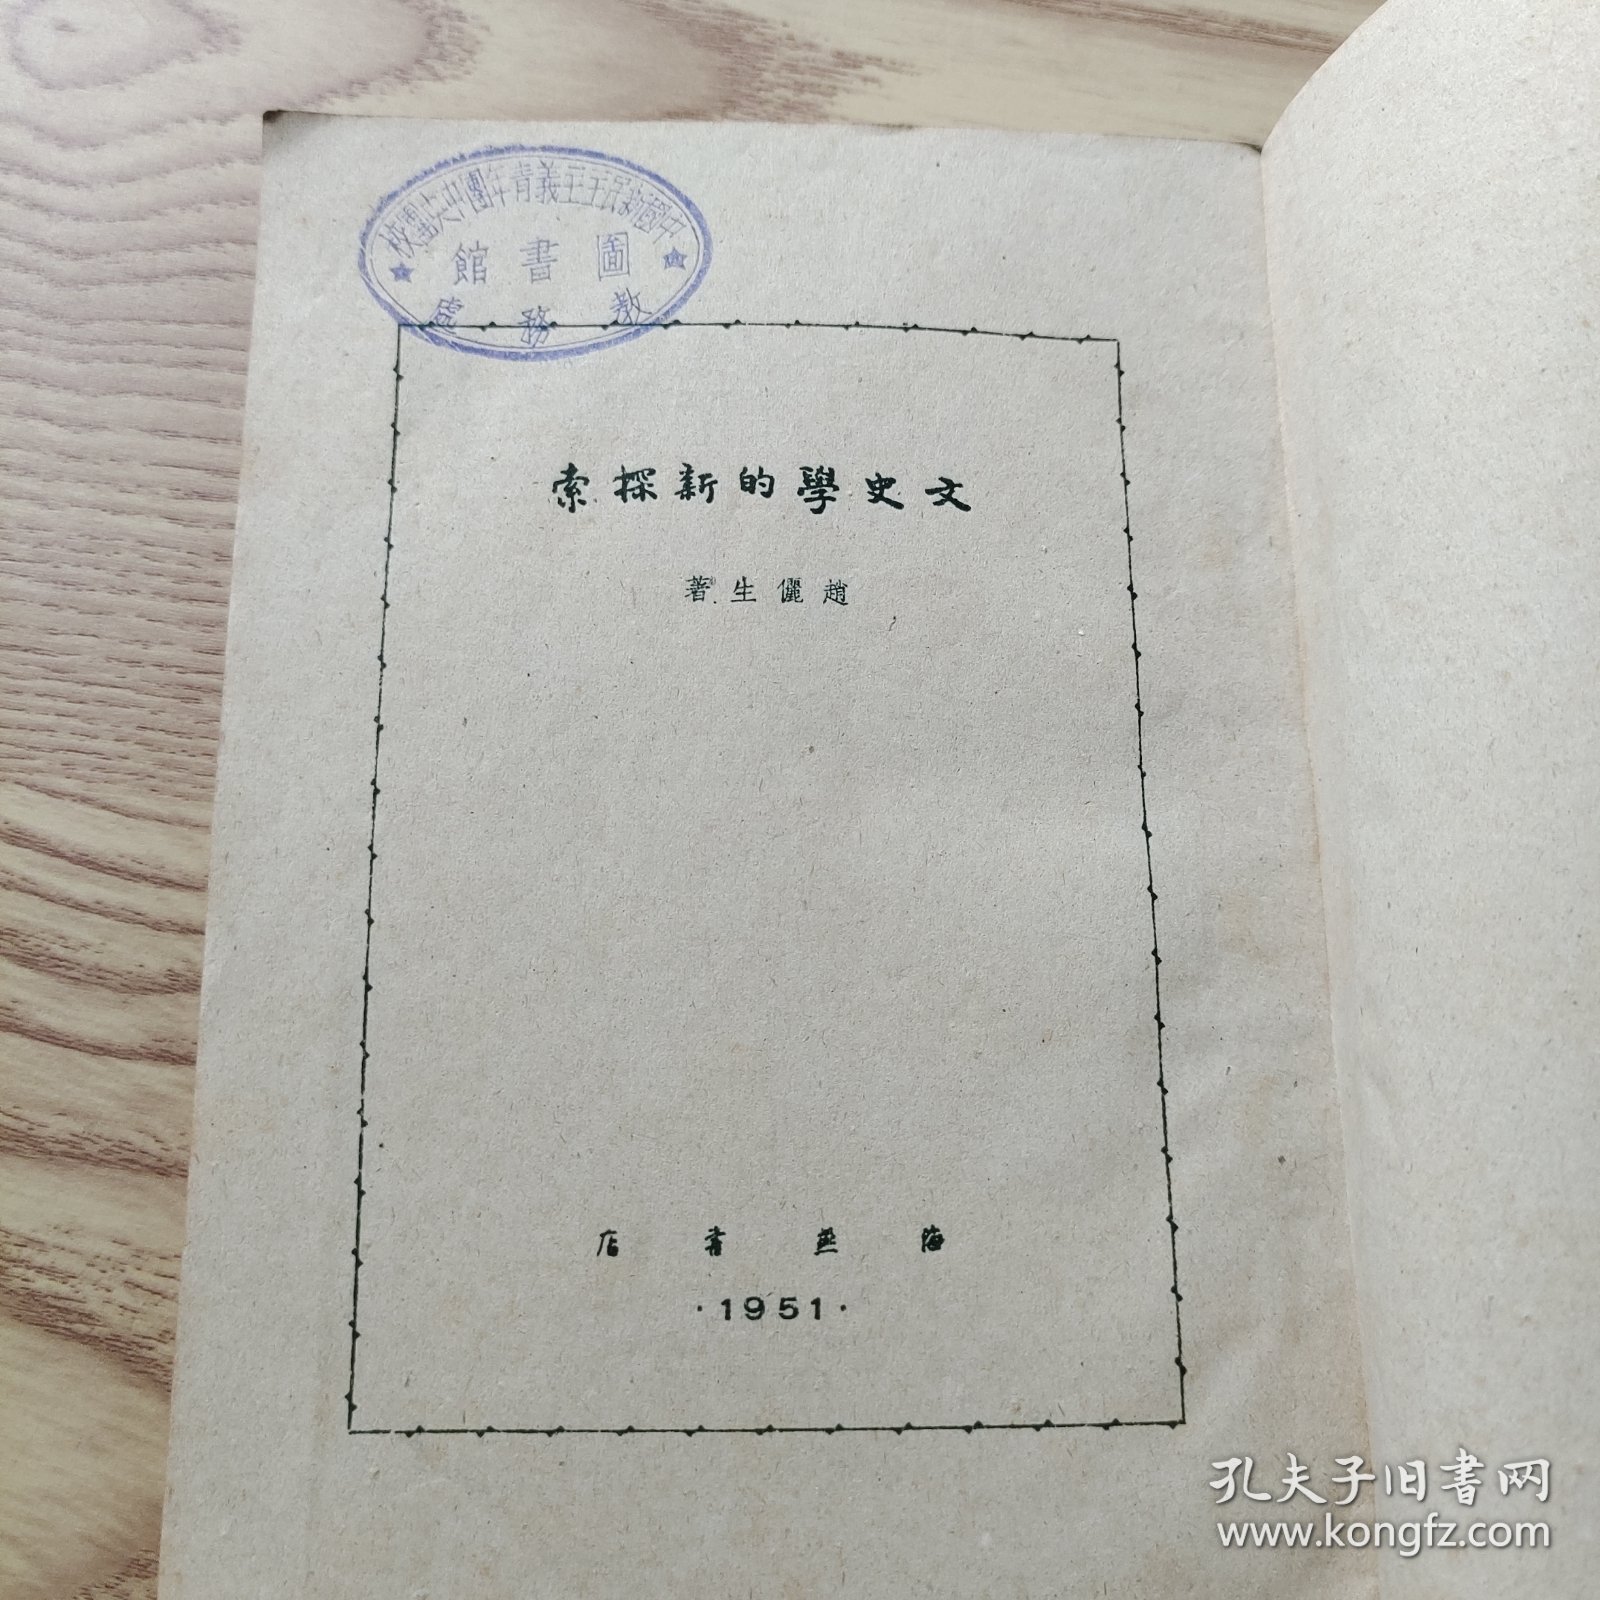 中國新民主主義青年團中央團校
圖書館
教務處
文史學的新探索
趙儷生著
海燕書店
·1951·
孔夫子旧书网
www.kongfz.com